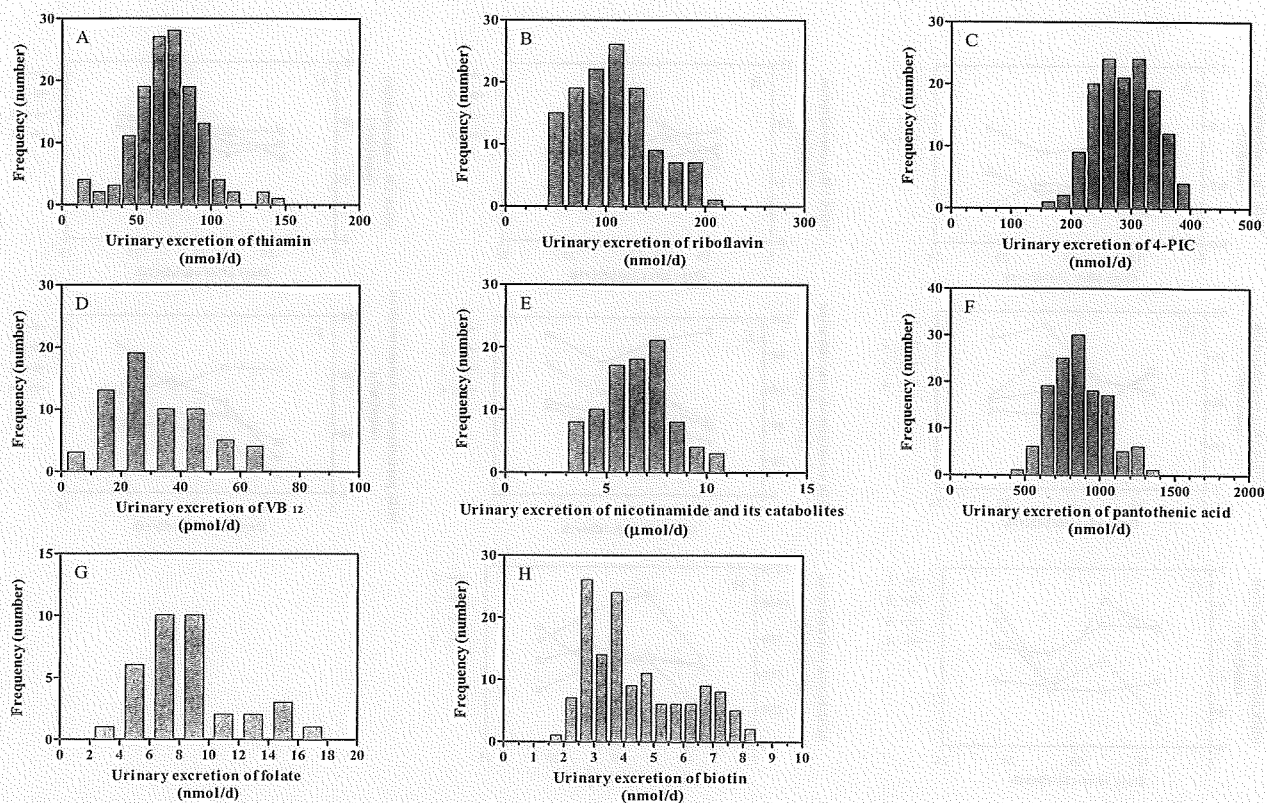 A
Frequency (number)
30
20
10
0
0 50 100 150 200
Urinary excretion of thiamin
(nmol/d)
B
Frequency (number)
30
20
10
0
0 100 200 300
Urinary excretion of riboflavin
(nmol/d)
C
Frequency (number)
30
20
10
0
0 100 200 300 400 500
Urinary excretion of 4-PIC
(nmol/d)
D
Frequency (number)
30
20
10
0
0 20 40 60 80 100
Urinary excretion of VB 12
(pmol/d)
E
Frequency (number)
30
20
10
0
0 5 10 15
Urinary excretion of nicotinamide and its catabolites
(µmol/d)
F
Frequency (number)
40
30
20
10
0
0 500 1000 1500 2000
Urinary excretion of pantothenic acid
(nmol/d)
G
Frequency (number)
15
10
5
0
0 2 4 6 8 10 12 14 16 18 20
Urinary excretion of folate
(nmol/d)
H
Frequency (number)
30
20
10
0
0 1 2 3 4 5 6 7 8 9 10
Urinary excretion of biotin
(nmol/d)